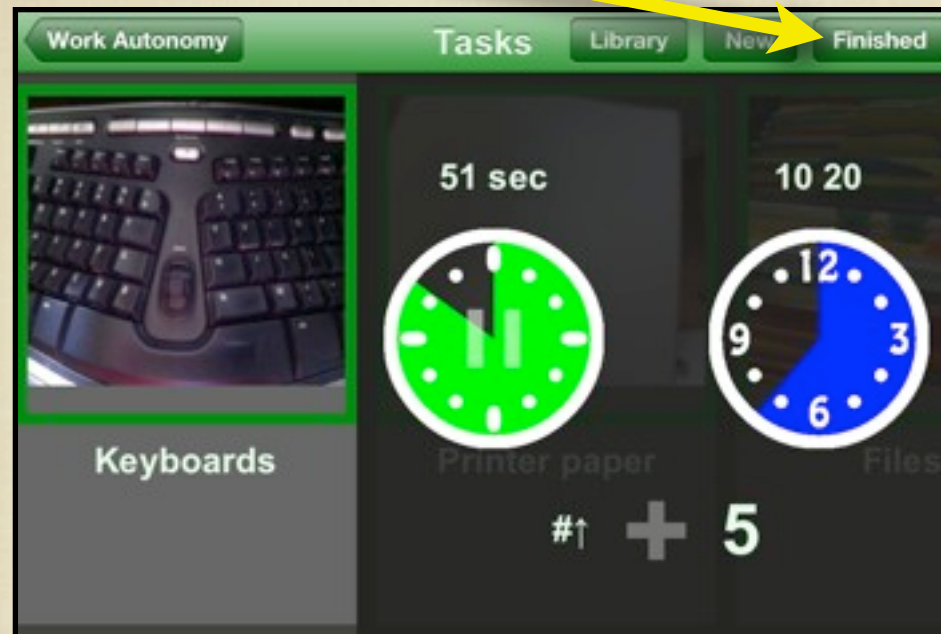 Work Autonomy Tasks Library New Finished
51 sec 10 20
12
9 3
6
Keyboards Printer paper Files
#↑ + 5